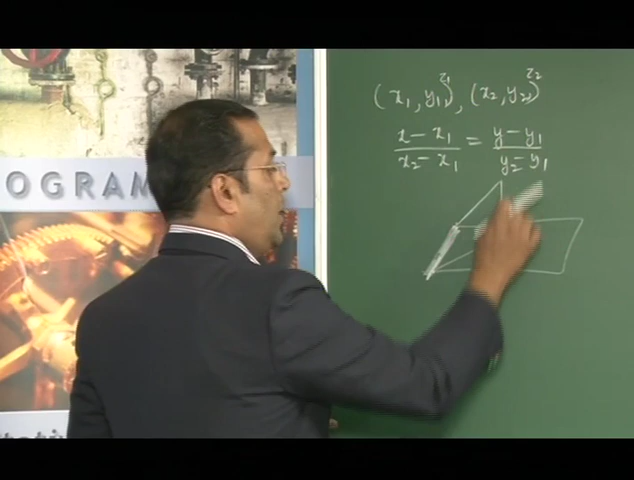 (x₁, y₁, z₁), (x₂, y₂, z₂)
x − x₁ / x₂ − x₁ = y − y₁ / y₂ − y₁
OGRAM